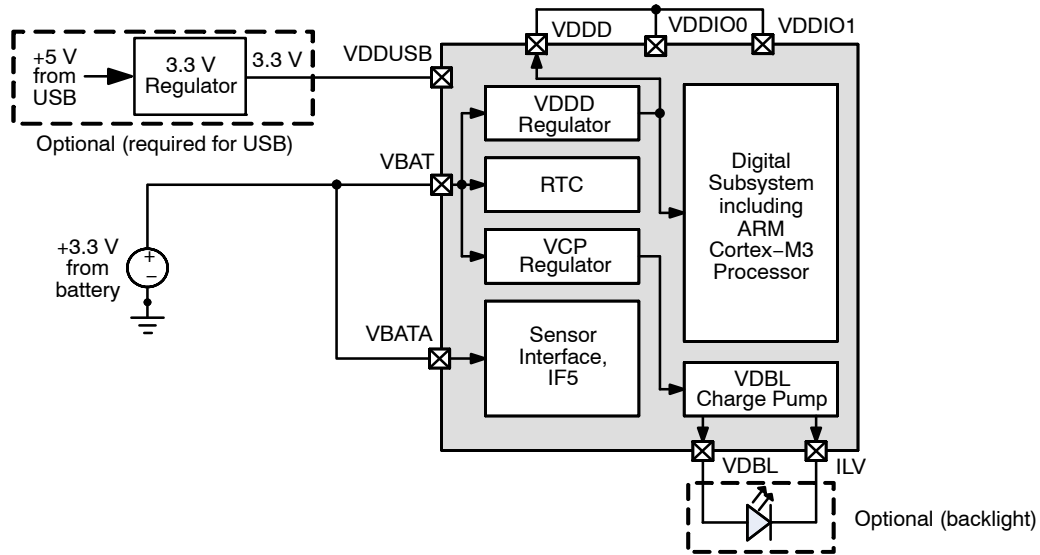 VDDD
VDDIO0
VDDIO1
+5 V
from
USB
3.3 V
Regulator
3.3 V
VDDUSB
Optional (required for USB)
VDDD
Regulator
VBAT
RTC
VCP
Regulator
Digital
Subsystem
including
ARM
Cortex−M3
Processor
+3.3 V
from
battery
+
−
VBATA
Sensor
Interface,
IF5
VDBL
Charge Pump
VDBL
ILV
Optional (backlight)